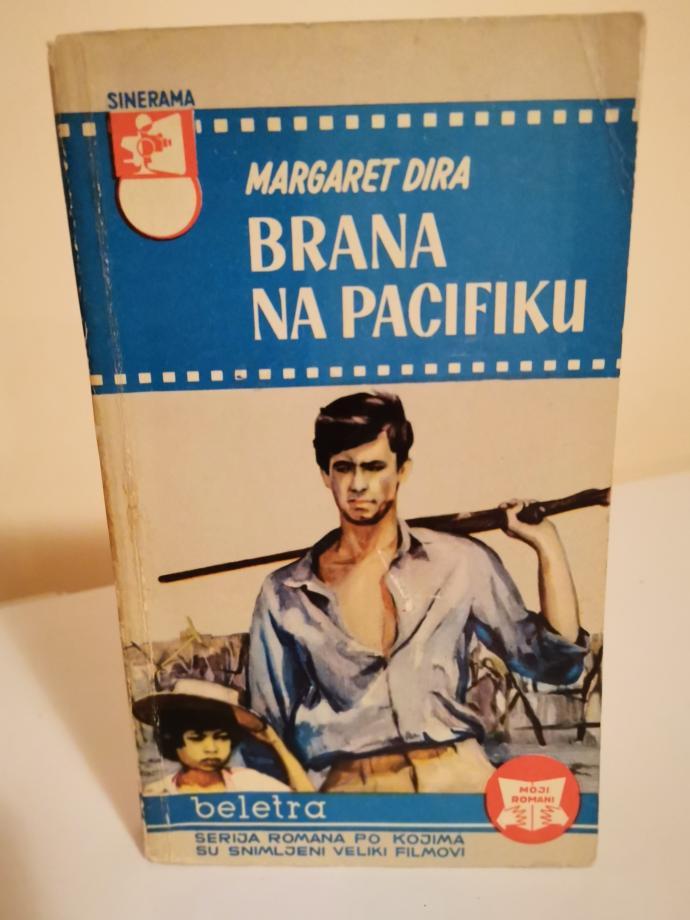 SINERAMA
MARGARET DIRA
BRANA
NA PACIFIKU
beletra
MOJI
ROMANI
SERIJA ROMANA PO KOJIMA
SU SNIMLJENI VELIKI FILMOVI